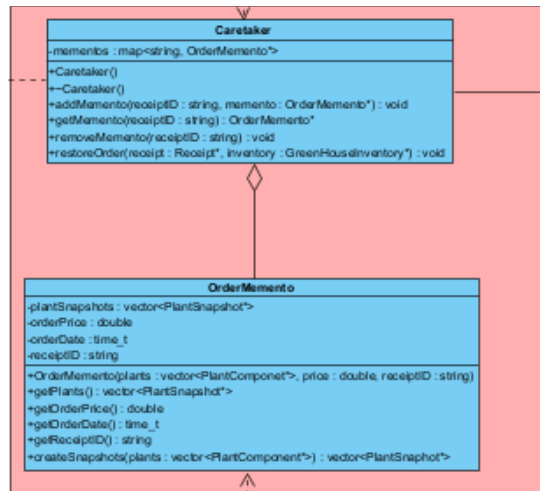 Caretaker
-mementos : map<string, OrderMemento*>
+Caretaker()
+~Caretaker()
+addMemento(receiptID : string, memento : OrderMemento*) : void
+getMemento(receiptID : string) : OrderMemento*
+removeMemento(receiptID : string) : void
+restoreOrder(receipt : Receipt*, inventory : GreenHouseInventory*) : void
OrderMemento
-plantSnapshots : vector<PlantSnapshot*>
-orderPrice : double
-orderDate : time_t
-receiptID : string
+OrderMemento(plants : vector<PlantComponet*>, price : double, receiptID : string)
+getPlants() : vector<PlantSnapshot*>
+getOrderPrice() : double
+getOrderDate() : time_t
+getReceiptID() : string
+createSnapshots(plants : vector<PlantComponent*>) : vector<PlantSnaphot*>